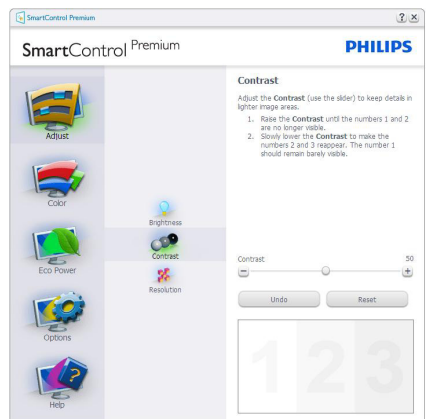 SmartControl Premium
SmartControl Premium
PHILIPS
Adjust
Color
Eco Power
Options
Help
Brightness
Contrast
Resolution
Contrast
Adjust the Contrast (use the slider) to keep details in
lighter image areas.
1. Raise the Contrast until the numbers 1 and 2
are no longer visible.
2. Slowly lower the Contrast to make the
numbers 2 and 3 reappear. The number 1
should remain barely visible.
Contrast 50
Undo Reset
1 2 3